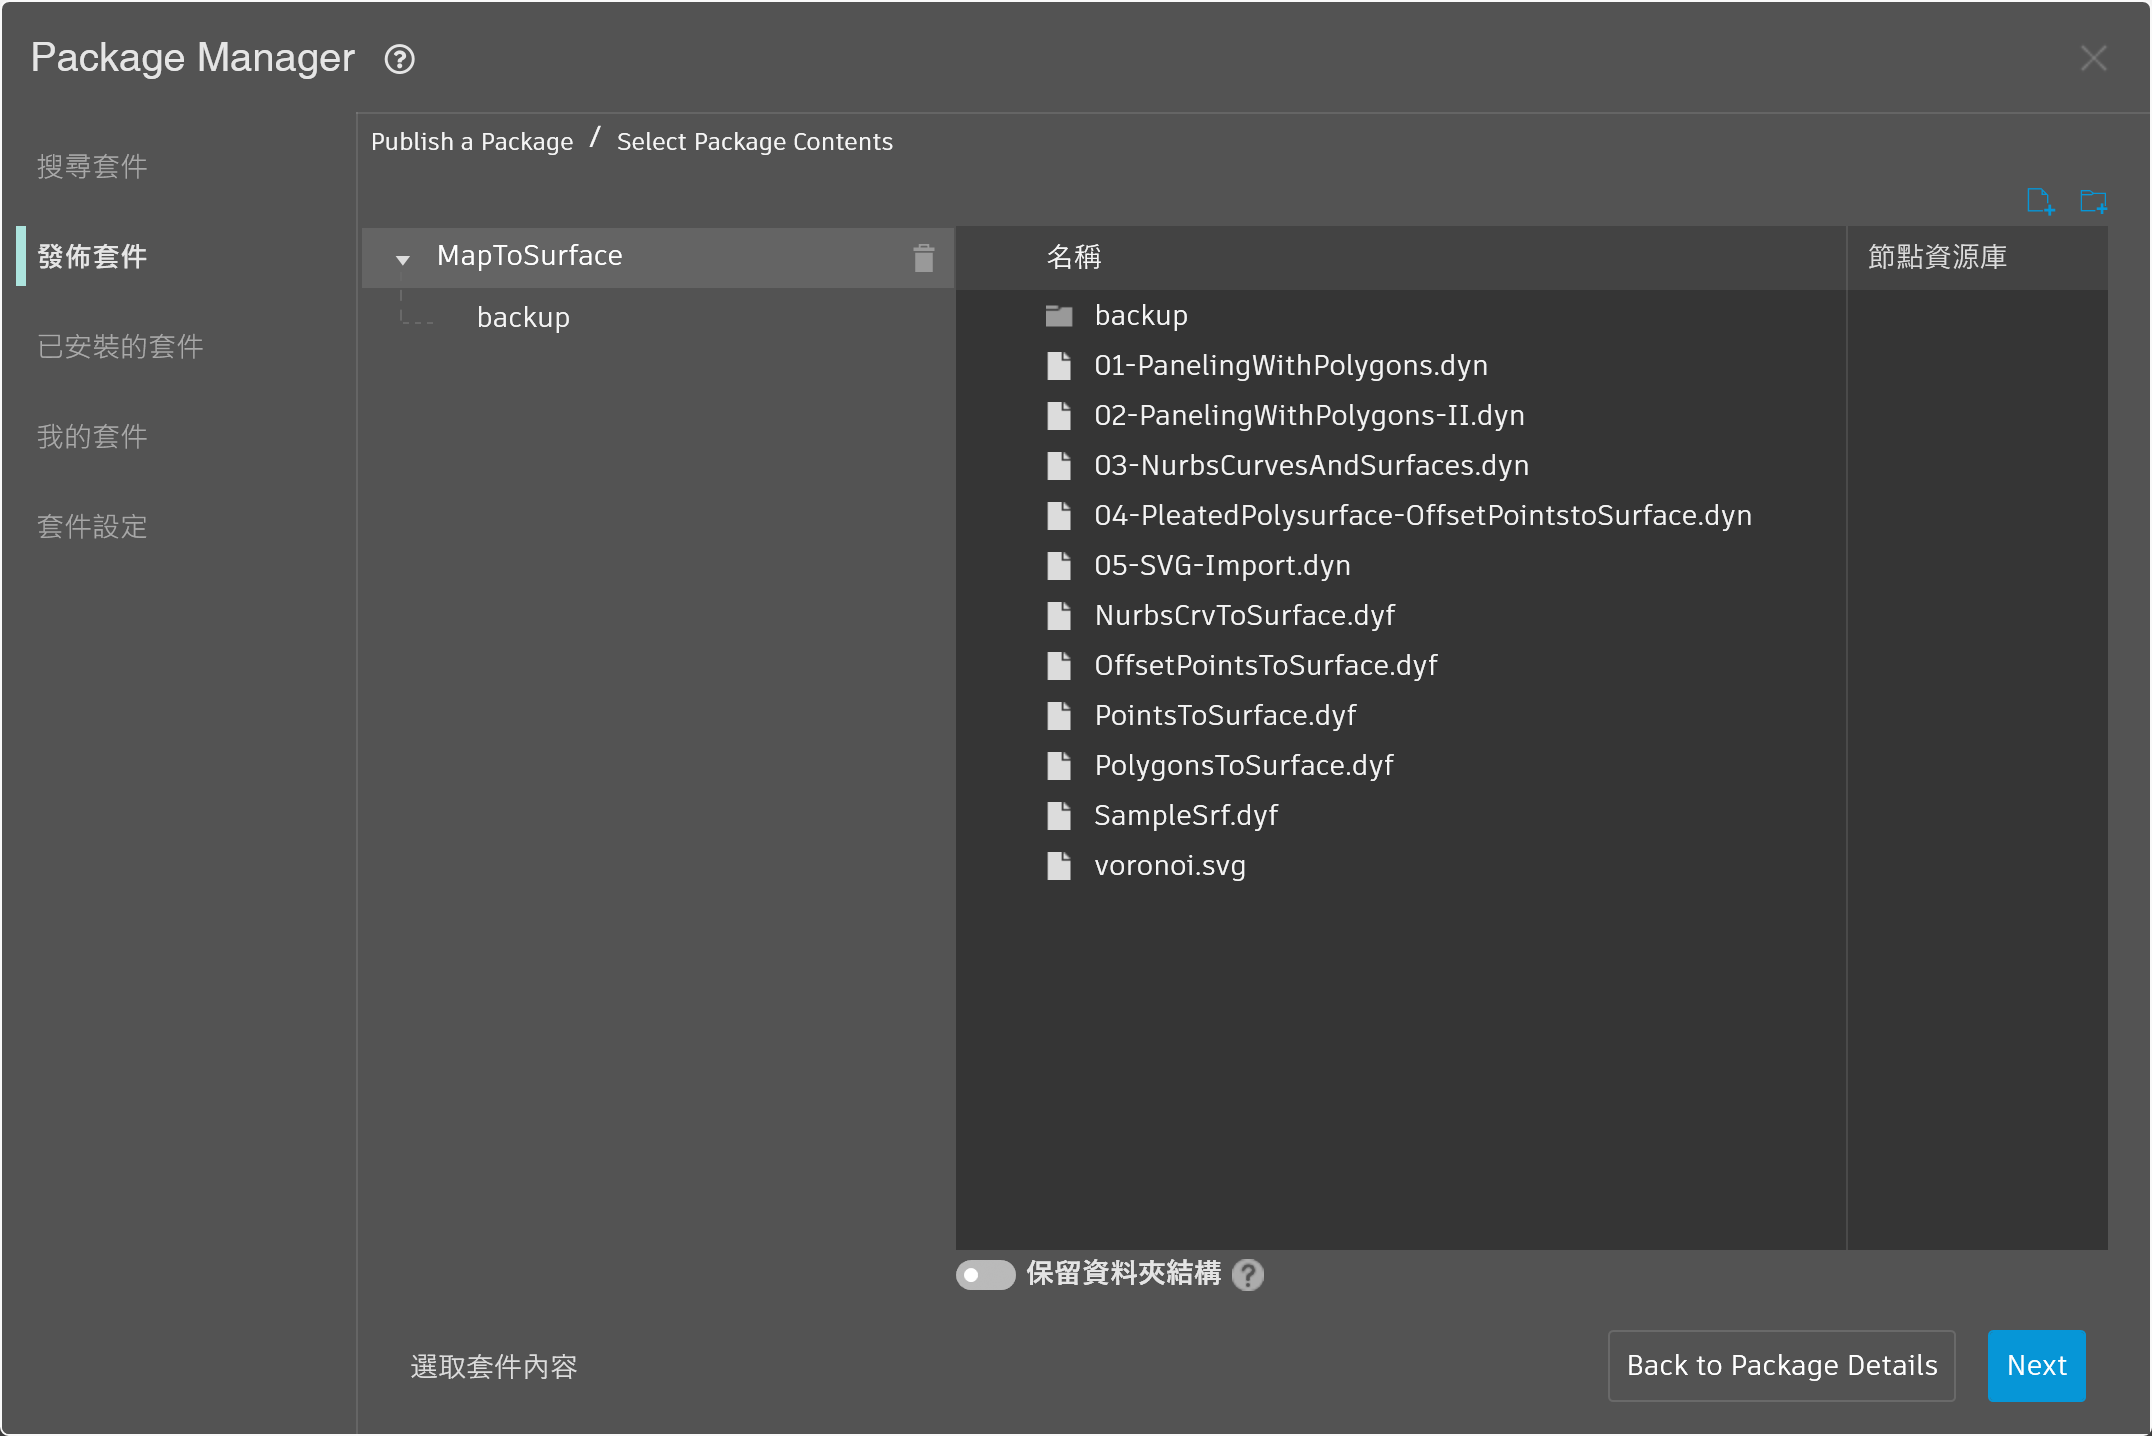 Package Manager
搜尋套件
發佈套件
已安裝的套件
我的套件
套件設定
Publish a Package / Select Package Contents
MapToSurface
backup
名稱
節點資源庫
backup
01-PanelingWithPolygons.dyn
02-PanelingWithPolygons-II.dyn
03-NurbsCurvesAndSurfaces.dyn
04-PleatedPolysurface-OffsetPointstoSurface.dyn
05-SVG-Import.dyn
NurbsCrvToSurface.dyf
OffsetPointsToSurface.dyf
PointsToSurface.dyf
PolygonsToSurface.dyf
SampleSrf.dyf
voronoi.svg
保留資料夾結構
選取套件內容
Back to Package Details
Next